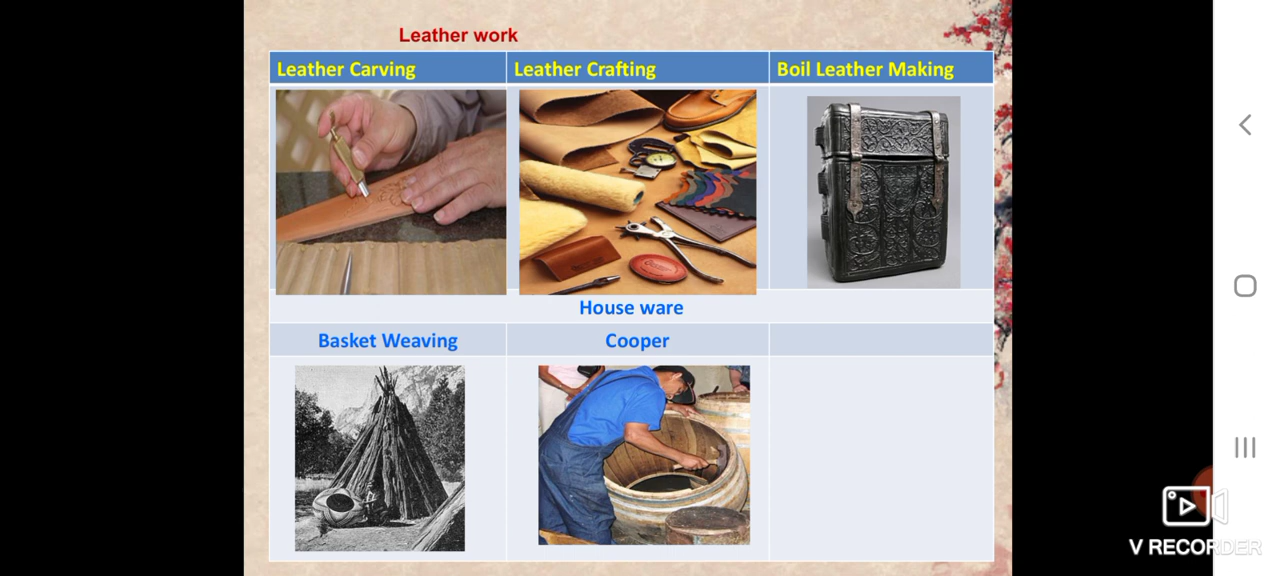 Leather work
Leather Carving
Leather Crafting
Boil Leather Making
House ware
Basket Weaving
Cooper
V RECORDER